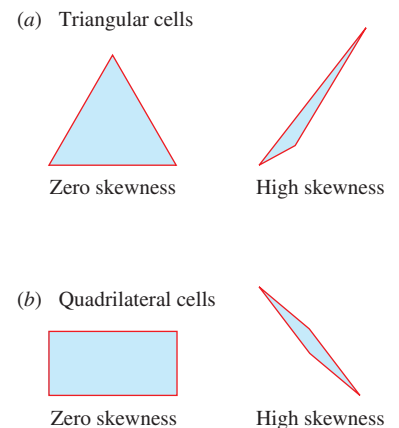 (a) Triangular cells
Zero skewness High skewness
(b) Quadrilateral cells
Zero skewness High skewness